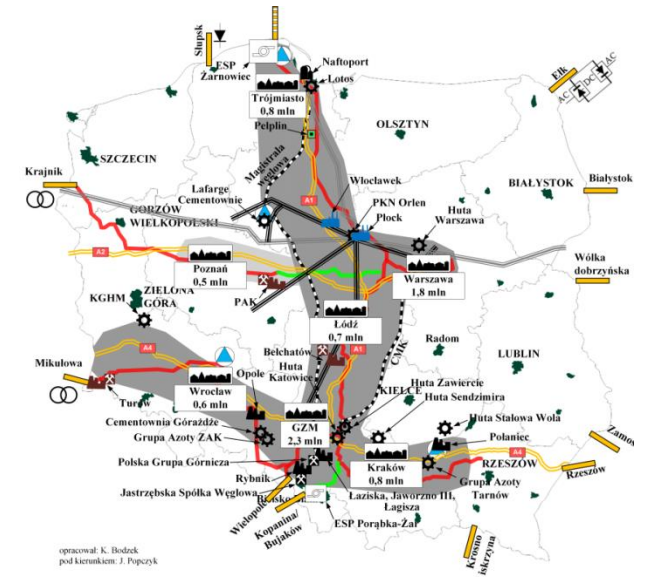 Słupsk
ESP
Żarnowiec
Naftoport
Lotos
Ełk
AC
DC
AC
Trójmiasto
0,8 mln
Pelplin
OLSZTYN
SZCZECIN
Magistrala
węglowa
Krajnik
Lafarge
Cementownie
A1
Włocławek
BIAŁYSTOK
Białystok
GORZÓW
WIELKOPOLSKI
PKN Orlen
Płock
Huta
Warszawa
A2
Poznań
0,5 mln
Warszawa
1,8 mln
Wólka
dobrzyńska
PAK
KGHM
ZIELONA
GÓRA
Łódź
0,7 mln
Radom
LUBLIN
A4
Bełchatów
A1
CMK
Mikułowa
Huta
Katowice
Wrocław
0,6 mln
Opole
KIELCE
Huta Zawiercie
Huta Sendzimira
Turów
Cementownia Górażdże
Grupa Azoty ŻAK
GZM
2,3 mln
Huta Stalowa Wola
Połaniec
Zamość
Polska Grupa Górnicza
Kraków
0,8 mln
A4
Rzeszów
RZESZÓW
Rybnik
Grupa Azoty
Tarnów
Jastrzębska Spółka Węglowa
Łaziska, Jaworzno III,
Łagisza
Wielopole
Kopanina/
Bujaków
ESP Porąbka-Żar
Krosno
iskrzyna
opracował: K. Bodzek
pod kierunkiem: J. Popczyk